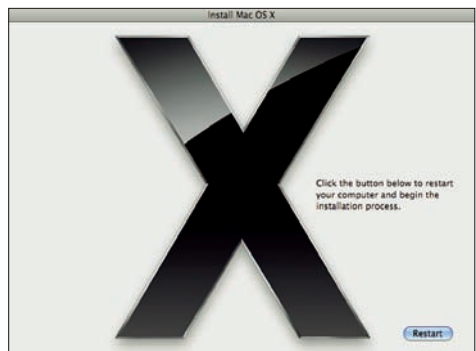 Install Mac OS X
X
Click the button below to restart
your computer and begin the
installation process.
Restart